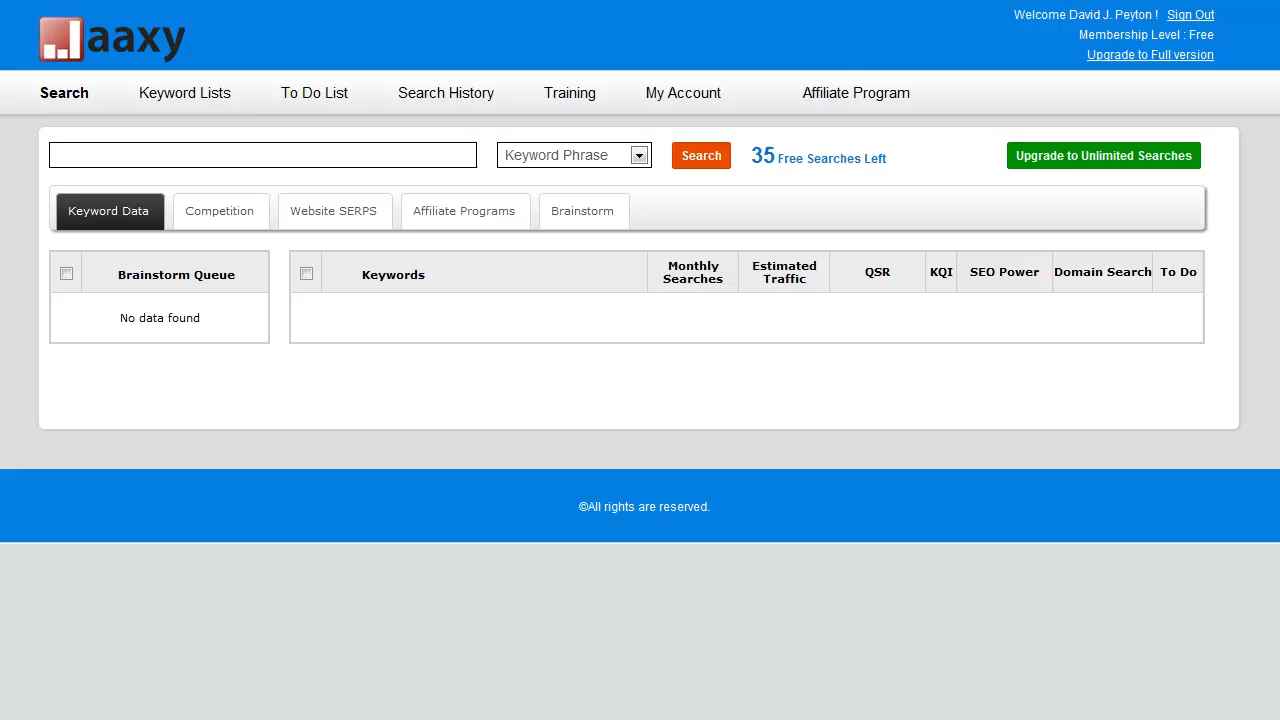 Jaaxy
Welcome David J. Peyton ! Sign Out
Membership Level : Free
Upgrade to Full version
Search Keyword Lists To Do List Search History Training My Account Affiliate Program
Keyword Phrase Search 35 Free Searches Left Upgrade to Unlimited Searches
Keyword Data Competition Website SERPS Affiliate Programs Brainstorm
Brainstorm Queue
No data found
Keywords Monthly Searches Estimated Traffic QSR KQI SEO Power Domain Search To Do
©All rights are reserved.